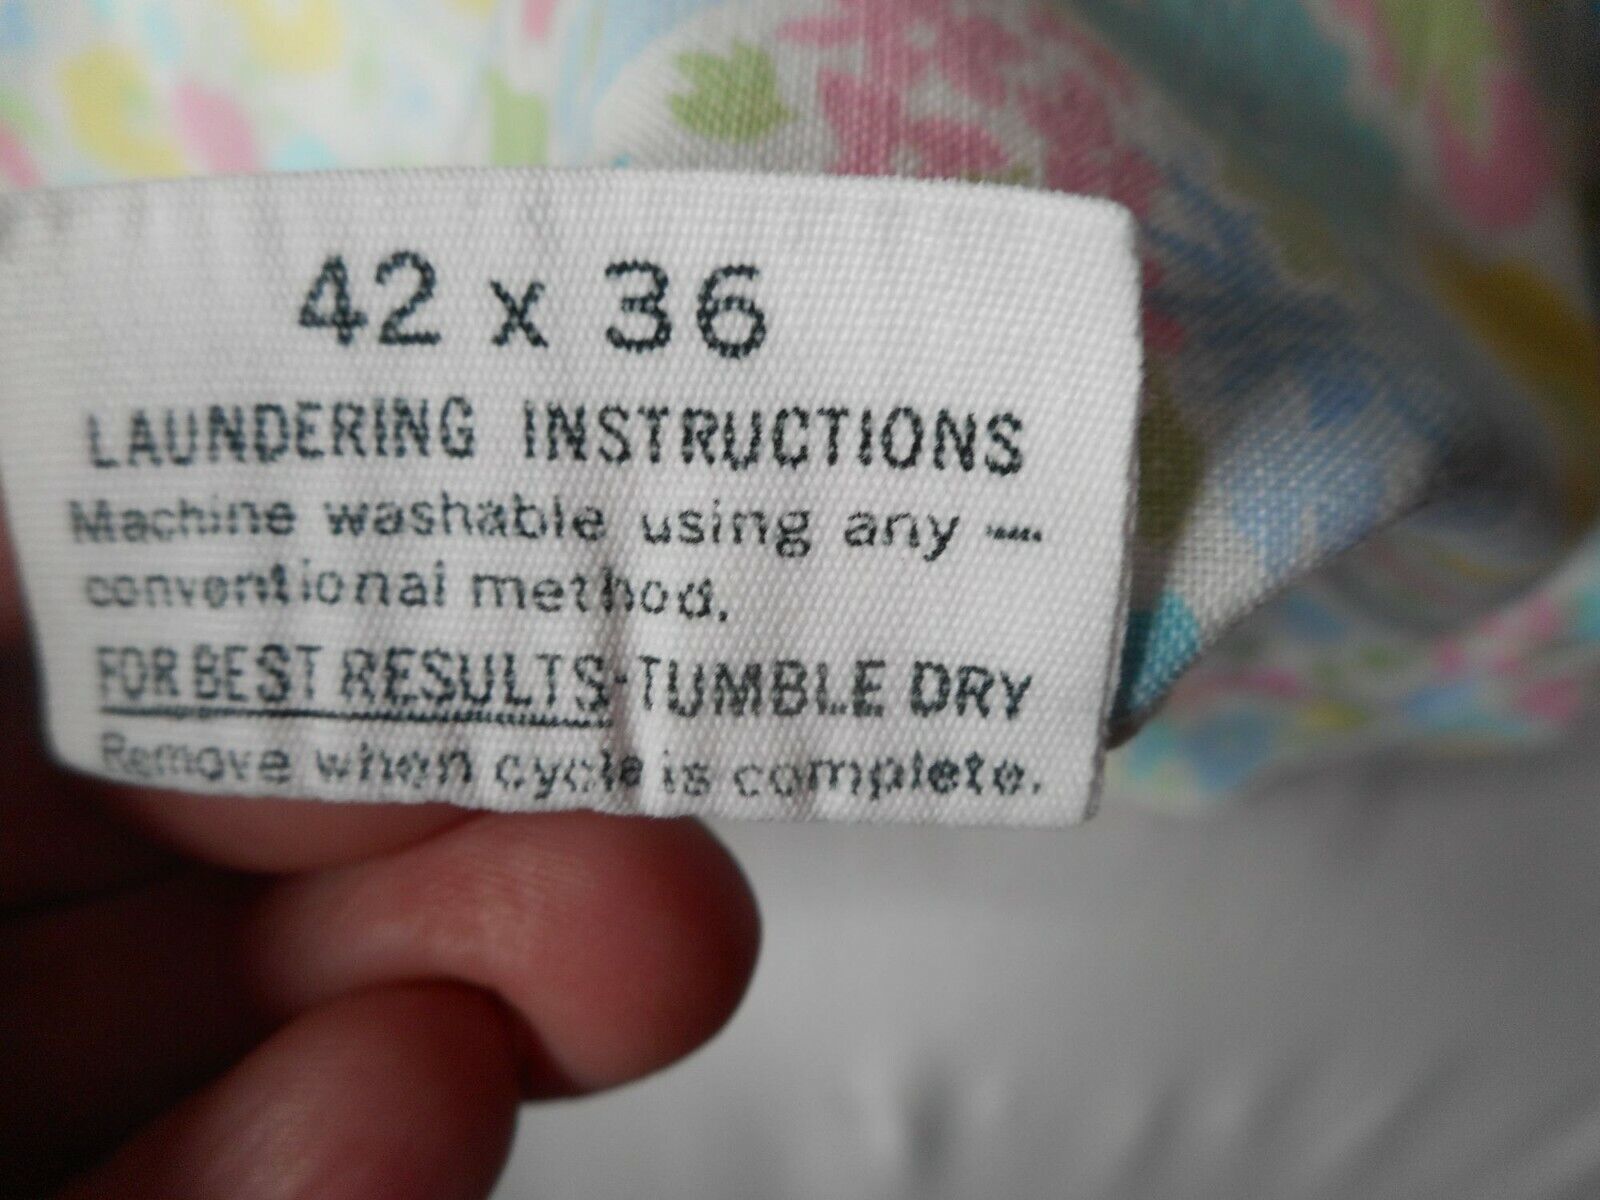 42 x 36
LAUNDERING INSTRUCTIONS
Machine washable using any —
conventional method.
FOR BEST RESULTS-TUMBLE DRY
Remove when cycle is complete.